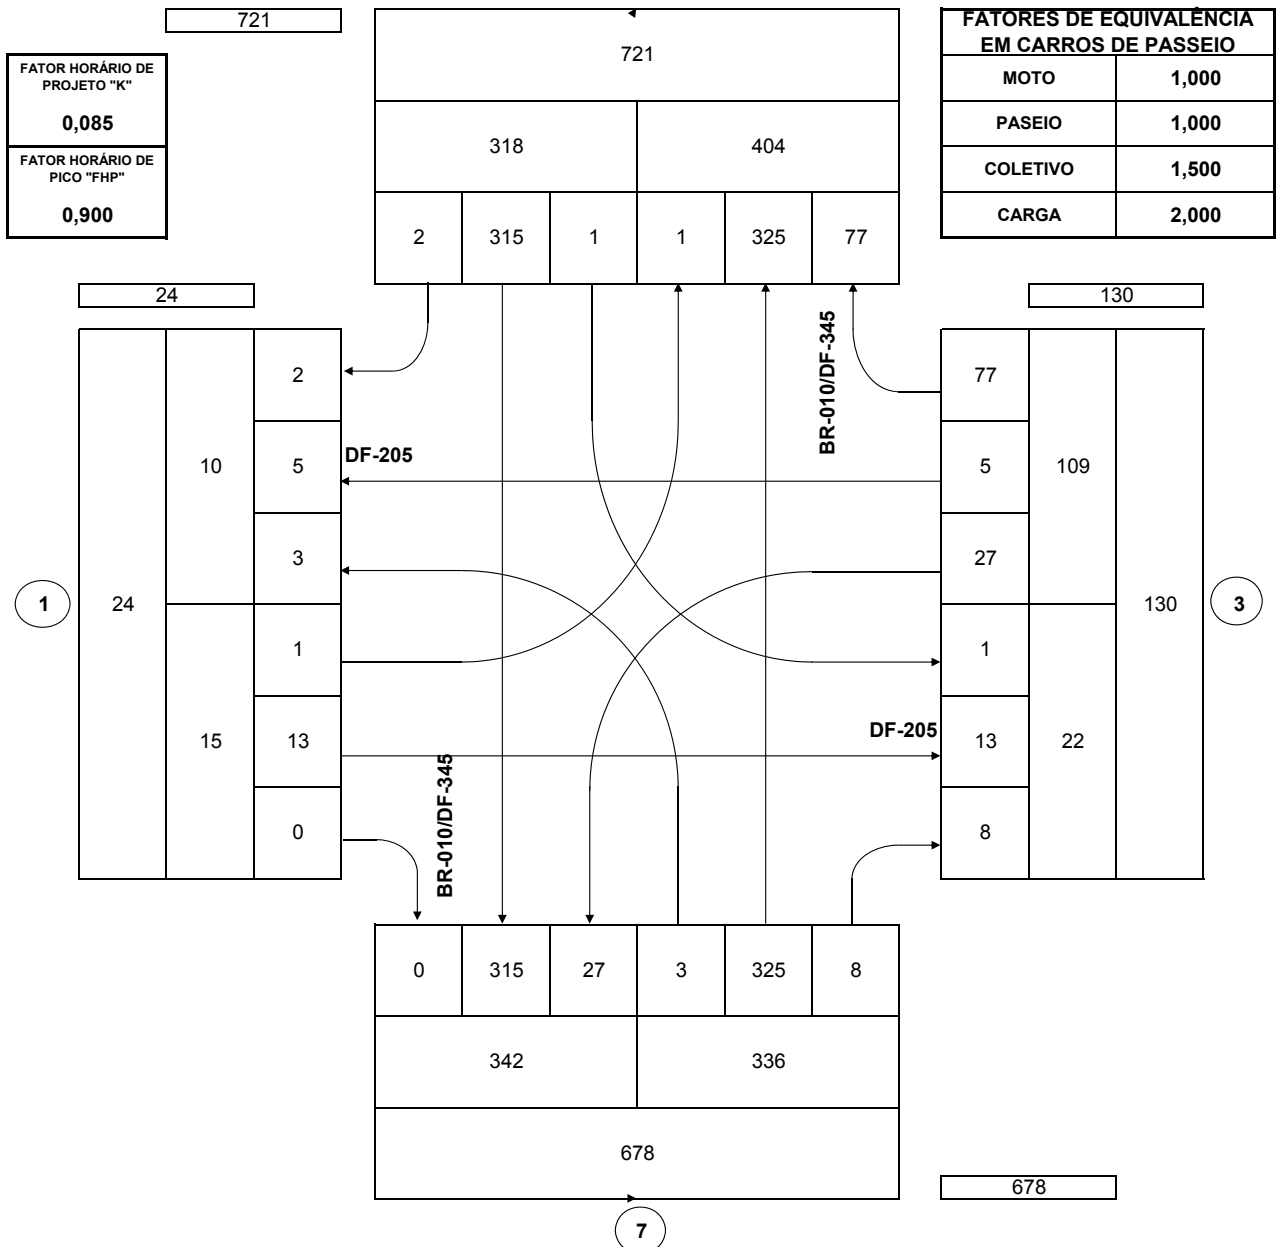 721
721
FATORES DE EQUIVALÊNCIA
EM CARROS DE PASSEIO
FATOR HORÁRIO DE
PROJETO "K"
0,085
FATOR HORÁRIO DE
PICO "FHP"
0,900
MOTO 1,000
PASEIO 1,000
COLETIVO 1,500
CARGA 2,000
318 404
2 315 1 1 325 77
24
130
BR-010/DF-345
2
77
10
5
DF-205
5
109
3
27
1
24
130
3
1
1
15
13
DF-205
13
22
BR-010/DF-345
0
8
0 315 27 3 325 8
342 336
678
678
7